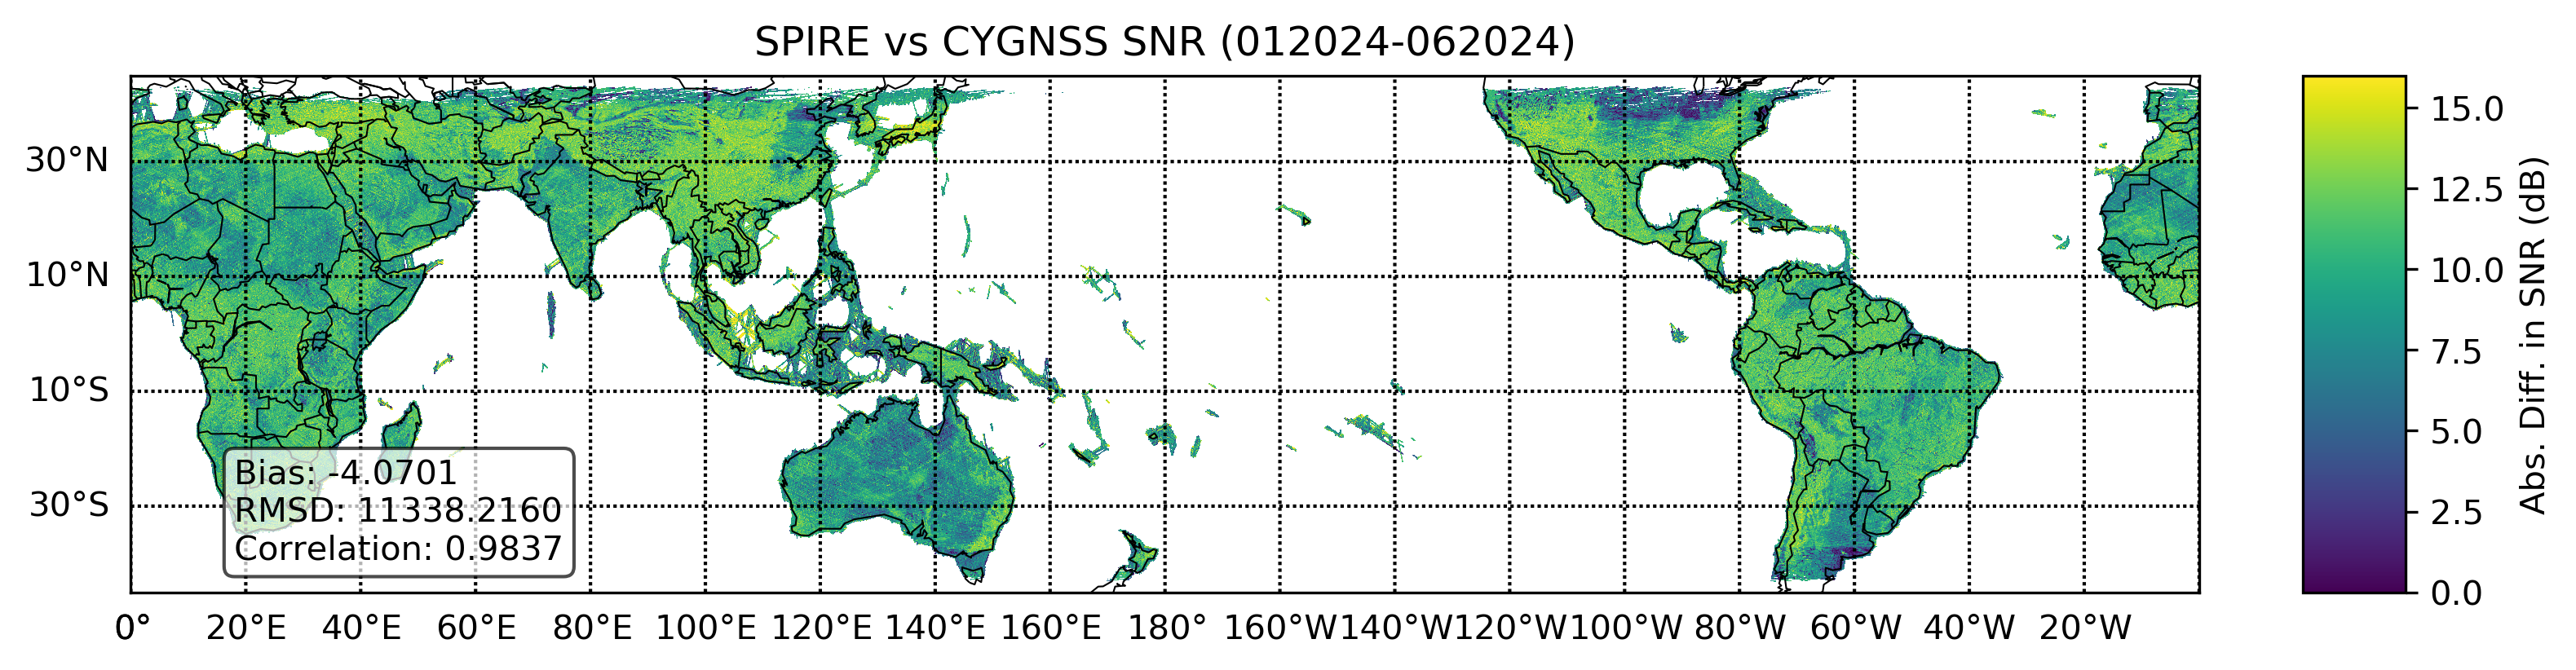 SPIRE vs CYGNSS SNR (012024-062024)
30°N
10°N
10°S
30°S
Bias: -4.0701
RMSD: 11338.2160
Correlation: 0.9837
0° 20°E 40°E 60°E 80°E 100°E 120°E 140°E 160°E 180° 160°W 140°W 120°W 100°W 80°W 60°W 40°W 20°W
15.0
12.5
10.0
7.5
5.0
2.5
0.0
Abs. Diff. in SNR (dB)